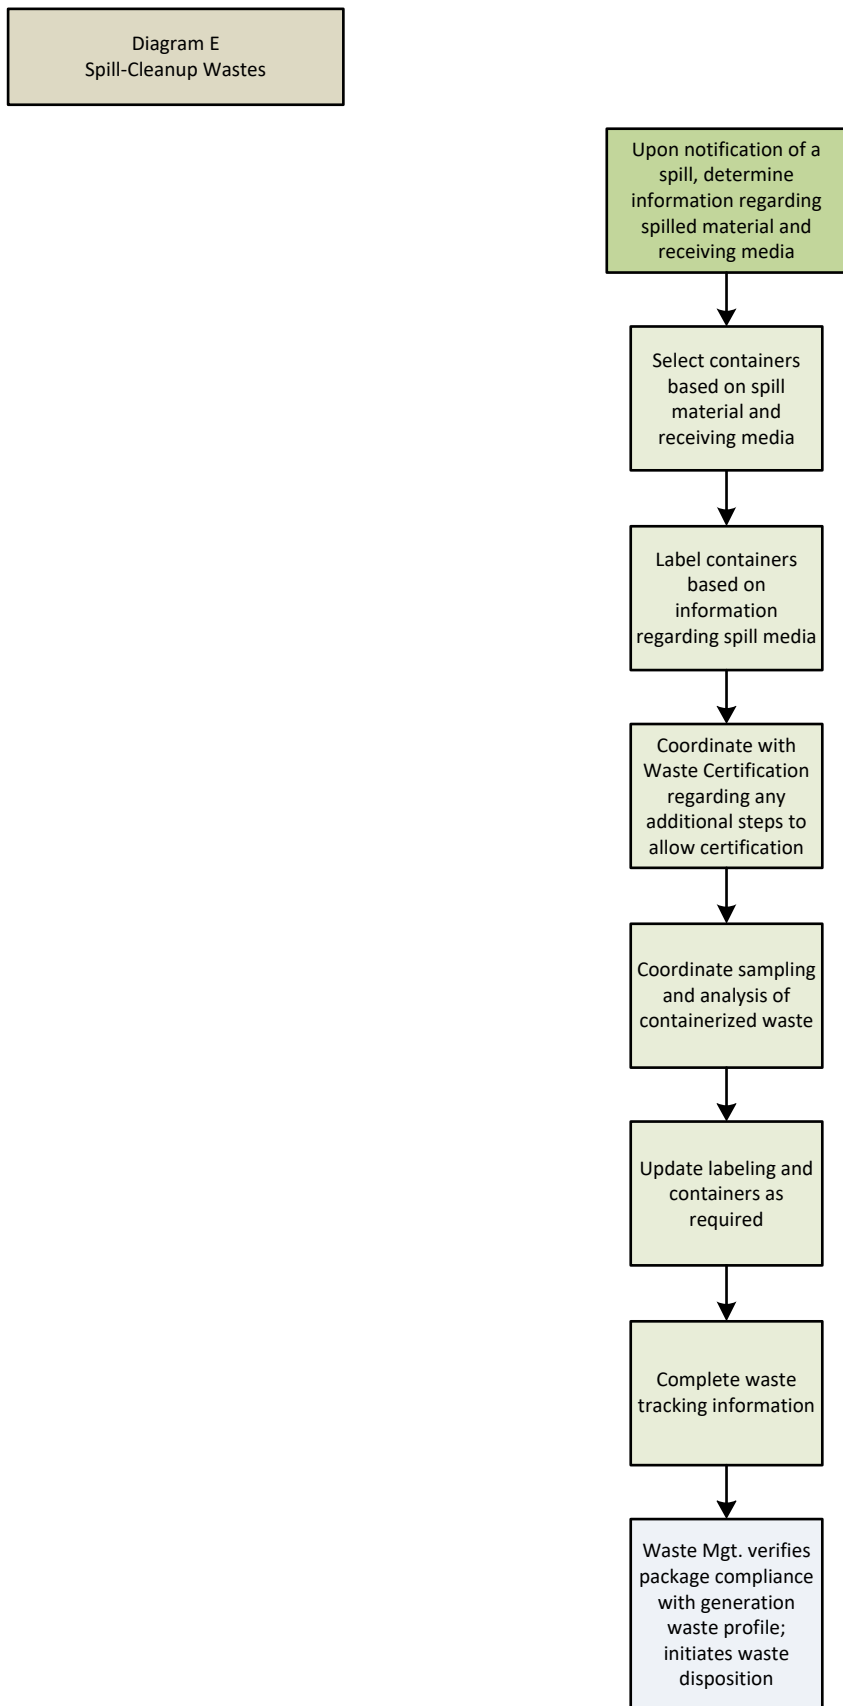 Diagram E
Spill-Cleanup Wastes
Upon notification of a
spill, determine
information regarding
spilled material and
receiving media
Select containers
based on spill
material and
receiving media
Label containers
based on
information
regarding spill media
Coordinate with
Waste Certification
regarding any
additional steps to
allow certification
Coordinate sampling
and analysis of
containerized waste
Update labeling and
containers as
required
Complete waste
tracking information
Waste Mgt. verifies
package compliance
with generation
waste profile;
initiates waste
disposition